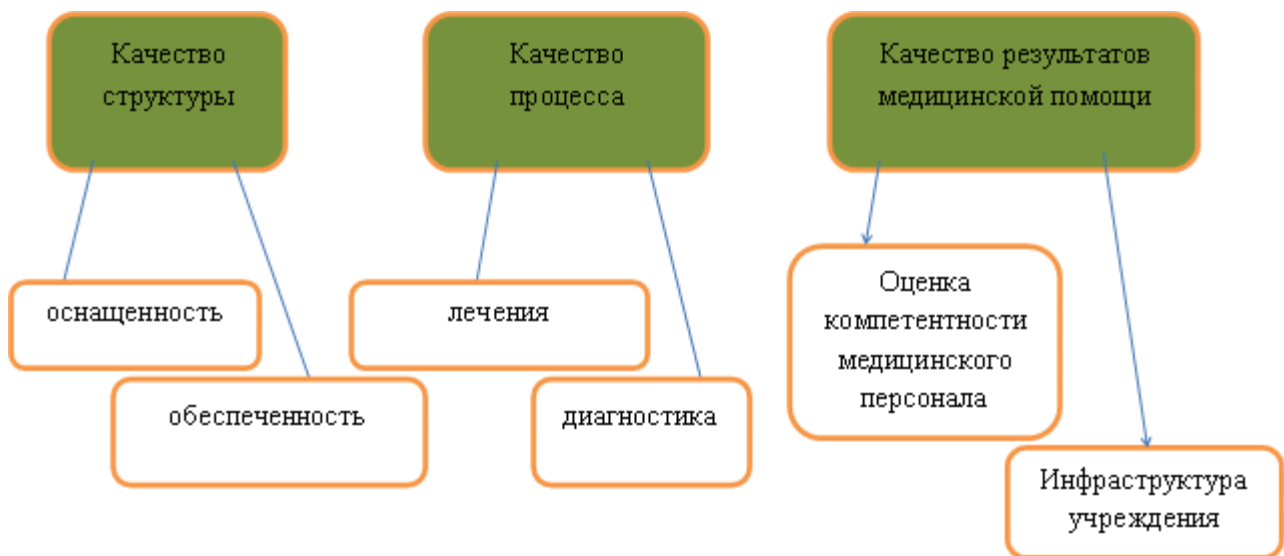 Качество
структуры
Качество
процесса
Качество результатов
медицинской помощи
оснащенность
обеспеченность
лечения
диагностика
Оценка
компетентности
медицинского
персонала
Инфраструктура
учреждения